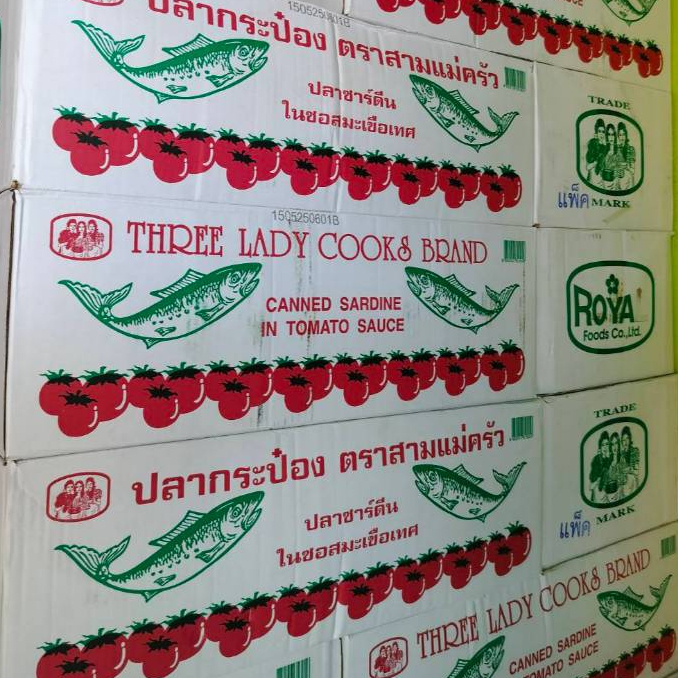 SAUCE
1505250601B
ปลากระป๋อง ตราสามแม่ครัว
ปลาซาร์ดีน
ในซอสมะเขือเทศ
TRADE
MARK
แพ็ค
1505250601B
THREE LADY COOKS BRAND
CANNED SARDINE
IN TOMATO SAUCE
ROYA
Foods Co.,Ltd.
ปลากระป๋อง ตราสามแม่ครัว
ปลาซาร์ดีน
ในซอสมะเขือเทศ
TRADE
MARK
แพ็ค
THREE LADY COOKS BRAND
CANNED SARDINE
IN TOMATO SAUCE